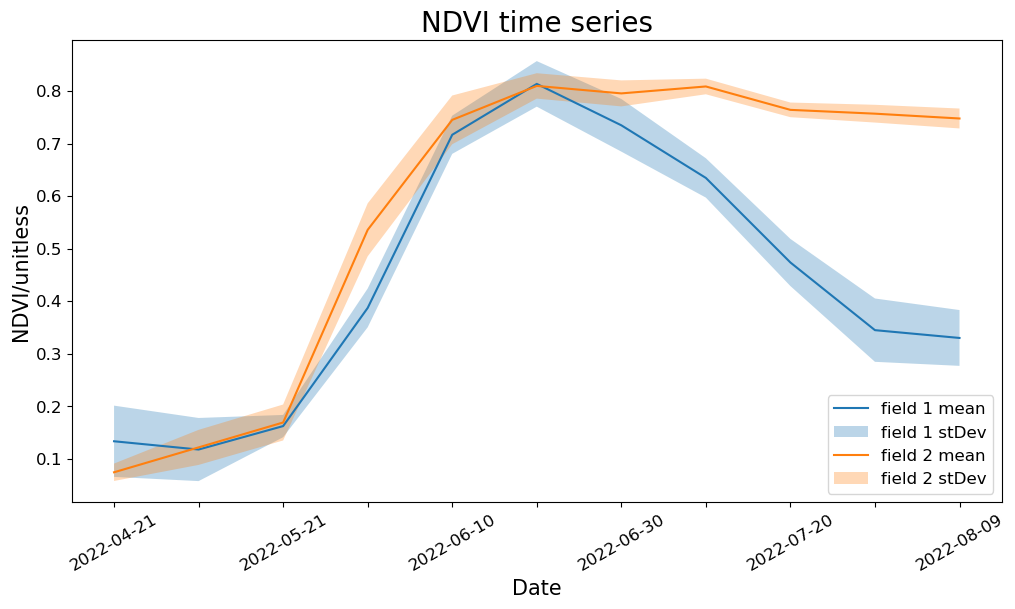 NDVI time series
NDVI/unitless
0.8
0.7
0.6
0.5
0.4
0.3
0.2
0.1
field 1 mean
field 1 stDev
field 2 mean
field 2 stDev
2022-04-21
2022-05-21
2022-06-10
2022-06-30
2022-07-20
2022-08-09
Date